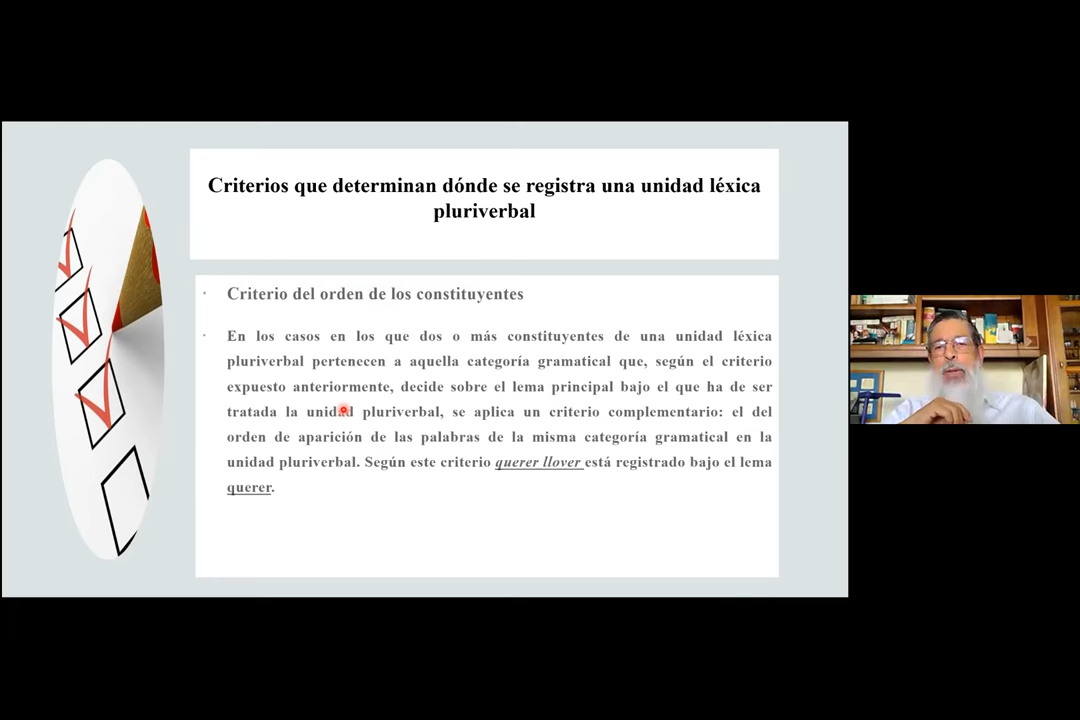 Criterios que determinan dónde se registra una unidad léxica
pluriverbal
· Criterio del orden de los constituyentes
· En los casos en los que dos o más constituyentes de una unidad léxica
pluriverbal pertenecen a aquella categoría gramatical que, según el criterio
expuesto anteriormente, decide sobre el lema principal bajo el que ha de ser
tratada la unidad pluriverbal, se aplica un criterio complementario: el del
orden de aparición de las palabras de la misma categoría gramatical en la
unidad pluriverbal. Según este criterio querer llover está registrado bajo el lema
querer.